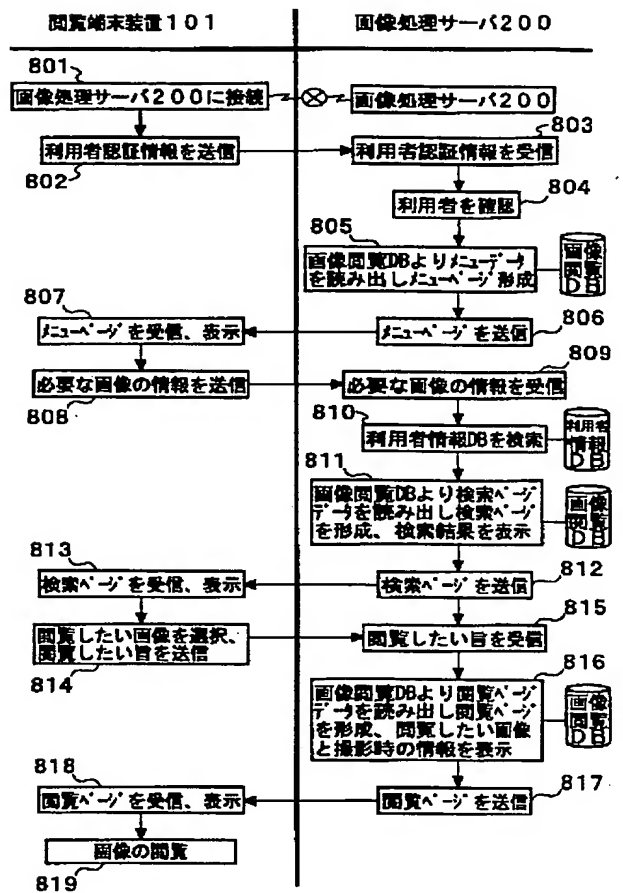 閲覧端末装置101
画像処理サーバ200
801
画像処理サーバ200に接続
画像処理サーバ200
803
利用者認証情報を送信
利用者認証情報を受信
802
804
利用者を確認
805
画像閲覧DBよりメニューデータ
を読み出しメニューページ形成
画像
閲覧
DB
807
メニューページを受信、表示
メニューページを送信
806
809
必要な画像の情報を送信
必要な画像の情報を受信
808
810
利用者情報DBを検索
利用者
情報
DB
811
画像閲覧DBより検索ページ
データを読み出し検索ページ
を形成、検索結果を表示
画像
閲覧
DB
813
検索ページを受信、表示
検索ページを送信
812
815
閲覧したい画像を選択、
閲覧したい旨を送信
閲覧したい旨を受信
814
816
画像閲覧DBより閲覧ページ
データを読み出し閲覧ページ
を形成、閲覧したい画像
と撮影時の情報を表示
画像
閲覧
DB
818
閲覧ページを受信、表示
閲覧ページを送信
817
画像の閲覧
819